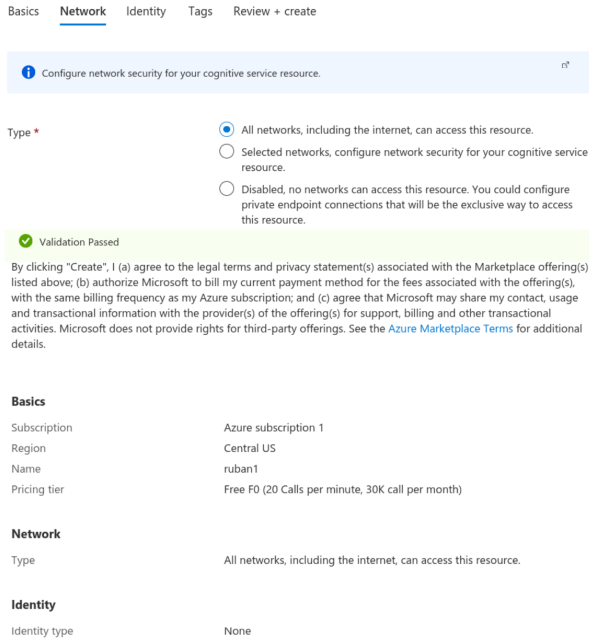 Basics Network Identity Tags Review + create
Configure network security for your cognitive service resource.
Type *
All networks, including the internet, can access this resource.
Selected networks, configure network security for your cognitive service
resource.
Disabled, no networks can access this resource. You could configure
private endpoint connections that will be the exclusive way to access
this resource.
Validation Passed
By clicking "Create", I (a) agree to the legal terms and privacy statement(s) associated with the Marketplace offering(s)
listed above; (b) authorize Microsoft to bill my current payment method for the fees associated with the offering(s),
with the same billing frequency as my Azure subscription; and (c) agree that Microsoft may share my contact, usage
and transactional information with the provider(s) of the offering(s) for support, billing and other transactional
activities. Microsoft does not provide rights for third-party offerings. See the Azure Marketplace Terms for additional
details.
Basics
Subscription Azure subscription 1
Region Central US
Name ruban1
Pricing tier Free F0 (20 Calls per minute, 30K call per month)
Network
Type All networks, including the internet, can access this resource.
Identity
Identity type None